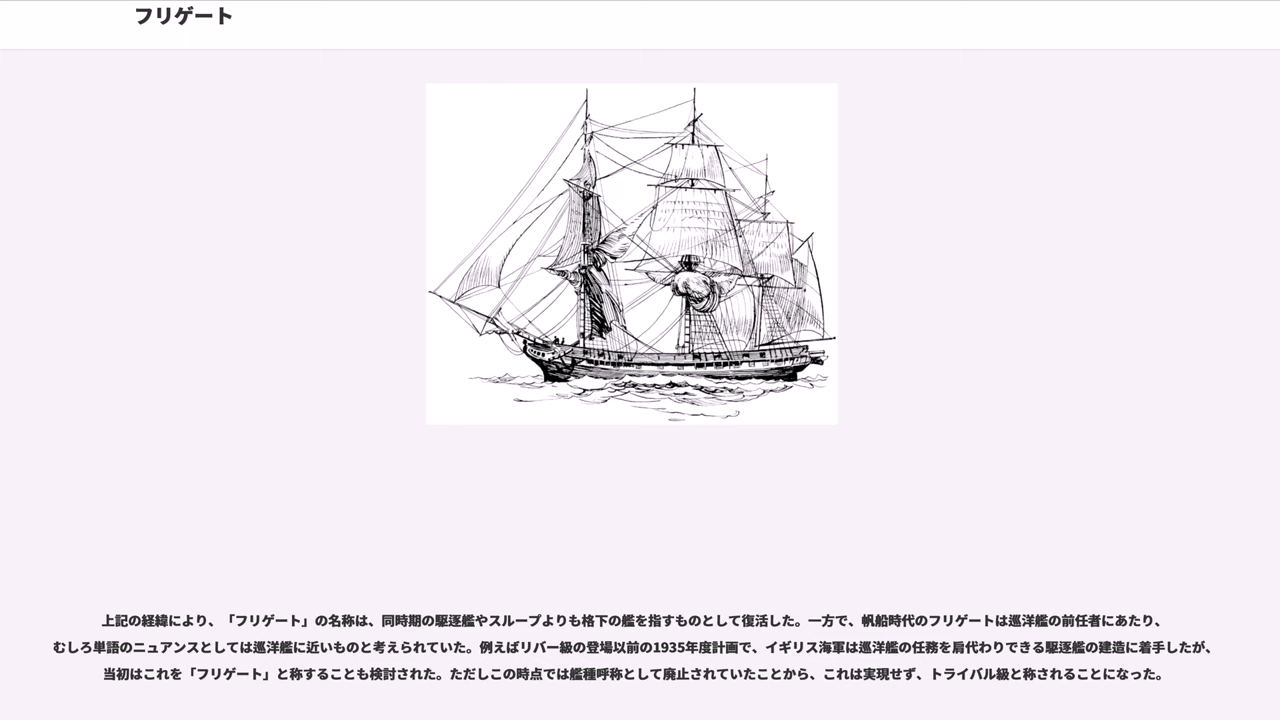 フリゲート
上記の経緯により、「フリゲート」の名称は、同時期の駆逐艦やスループよりも格下の艦を指すものとして復活した。一方で、帆船時代のフリゲートは巡洋艦の前任者にあたり、
むしろ単語のニュアンスとしては巡洋艦に近いものと考えられていた。例えばリバー級の登場以前の1935年度計画で、イギリス海軍は巡洋艦の任務を肩代わりできる駆逐艦の建造に着手したが、
当初はこれを「フリゲート」と称することも検討された。ただしこの時点では艦種呼称として廃止されていたことから、これは実現せず、トライバル級と称されることになった。